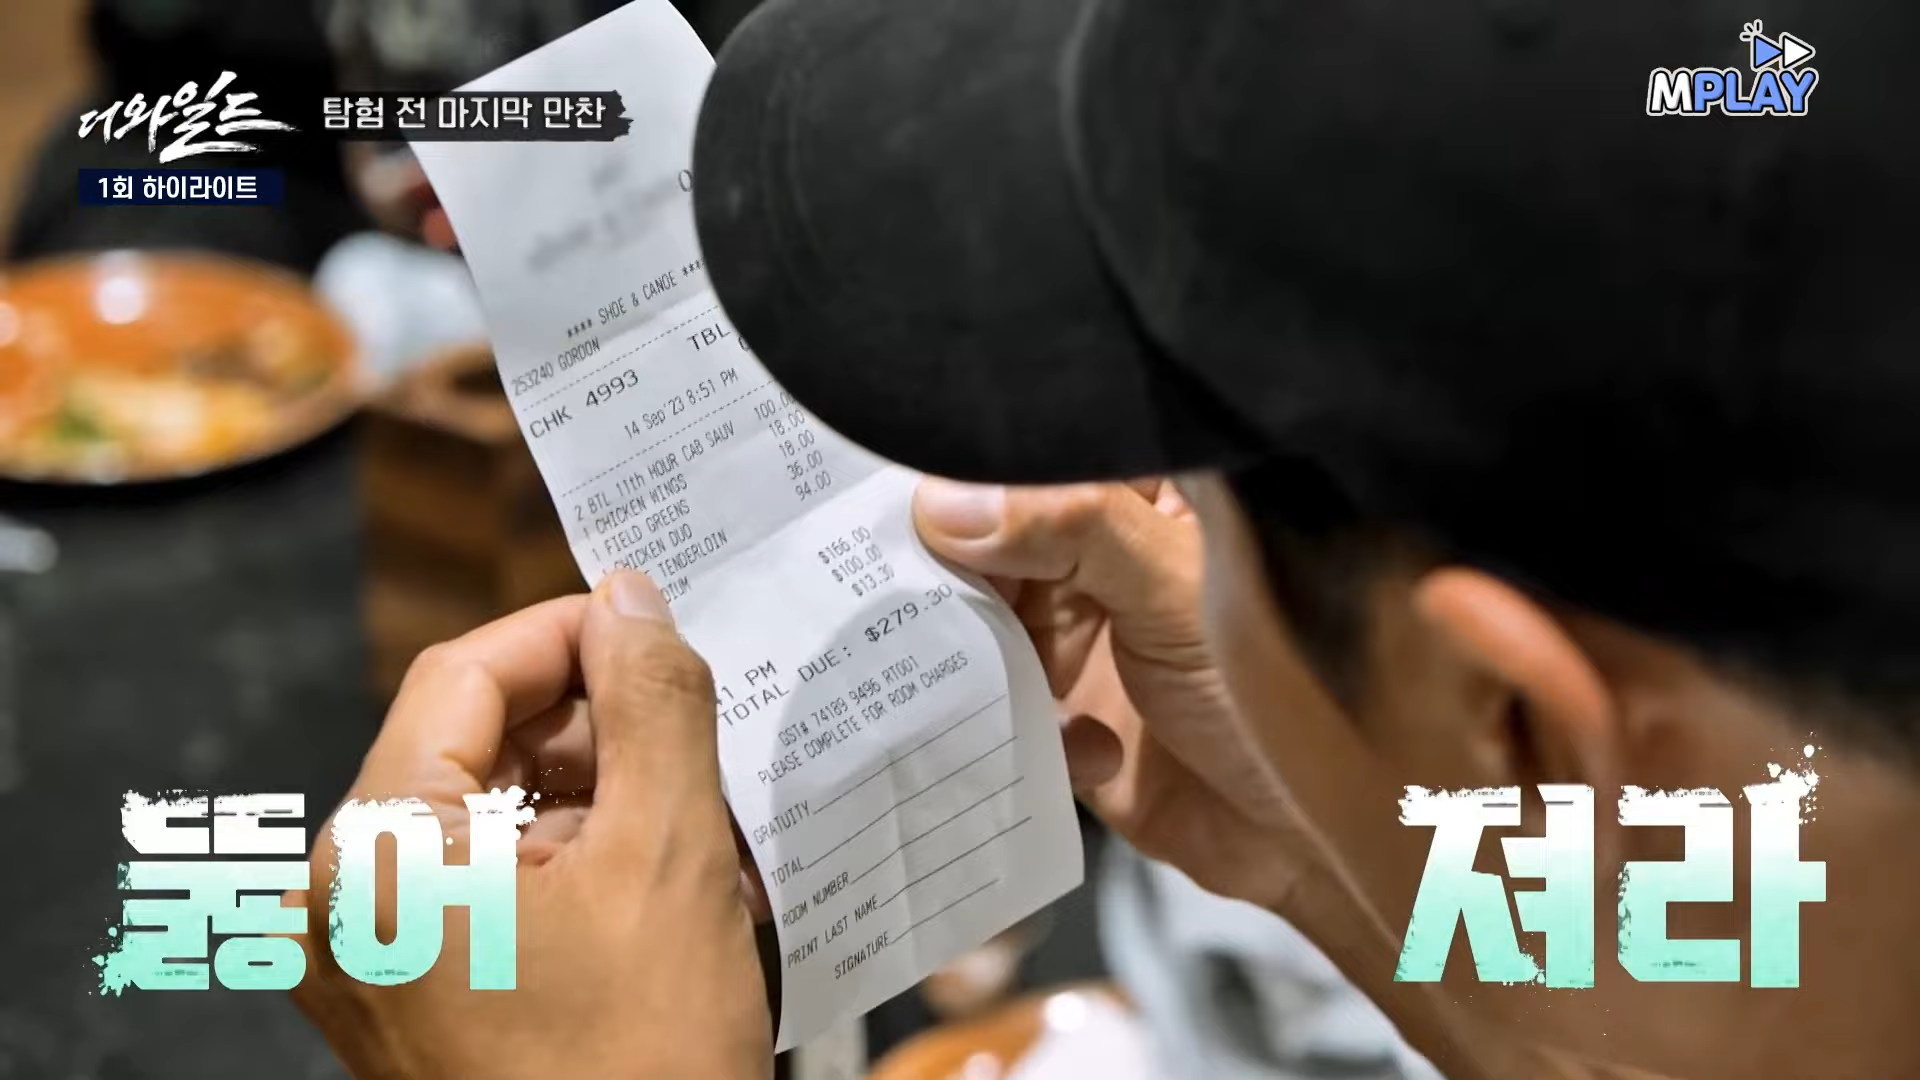 더와일드
탐험 전 마지막 만찬
1회 하이라이트
MPLAY
**** SHOE & CANOE ****
253240 GORDON
TBL
CHK 4993
14 Sep'23 8:51 PM
2 BTL 11th HOUR CAB SAUV 100.00
1 CHICKEN WINGS 18.00
1 FIELD GREENS 18.00
1 CHICKEN DUO 36.00
TENDERLOIN 94.00
$166.00
$100.00
$13.30
PM
TOTAL DUE: $279.30
GST# 74189 9496 RT001
PLEASE COMPLETE FOR ROOM CHARGES
GRATUITY
TOTAL
ROOM NUMBER
PRINT LAST NAME
SIGNATURE
뚫어
져라